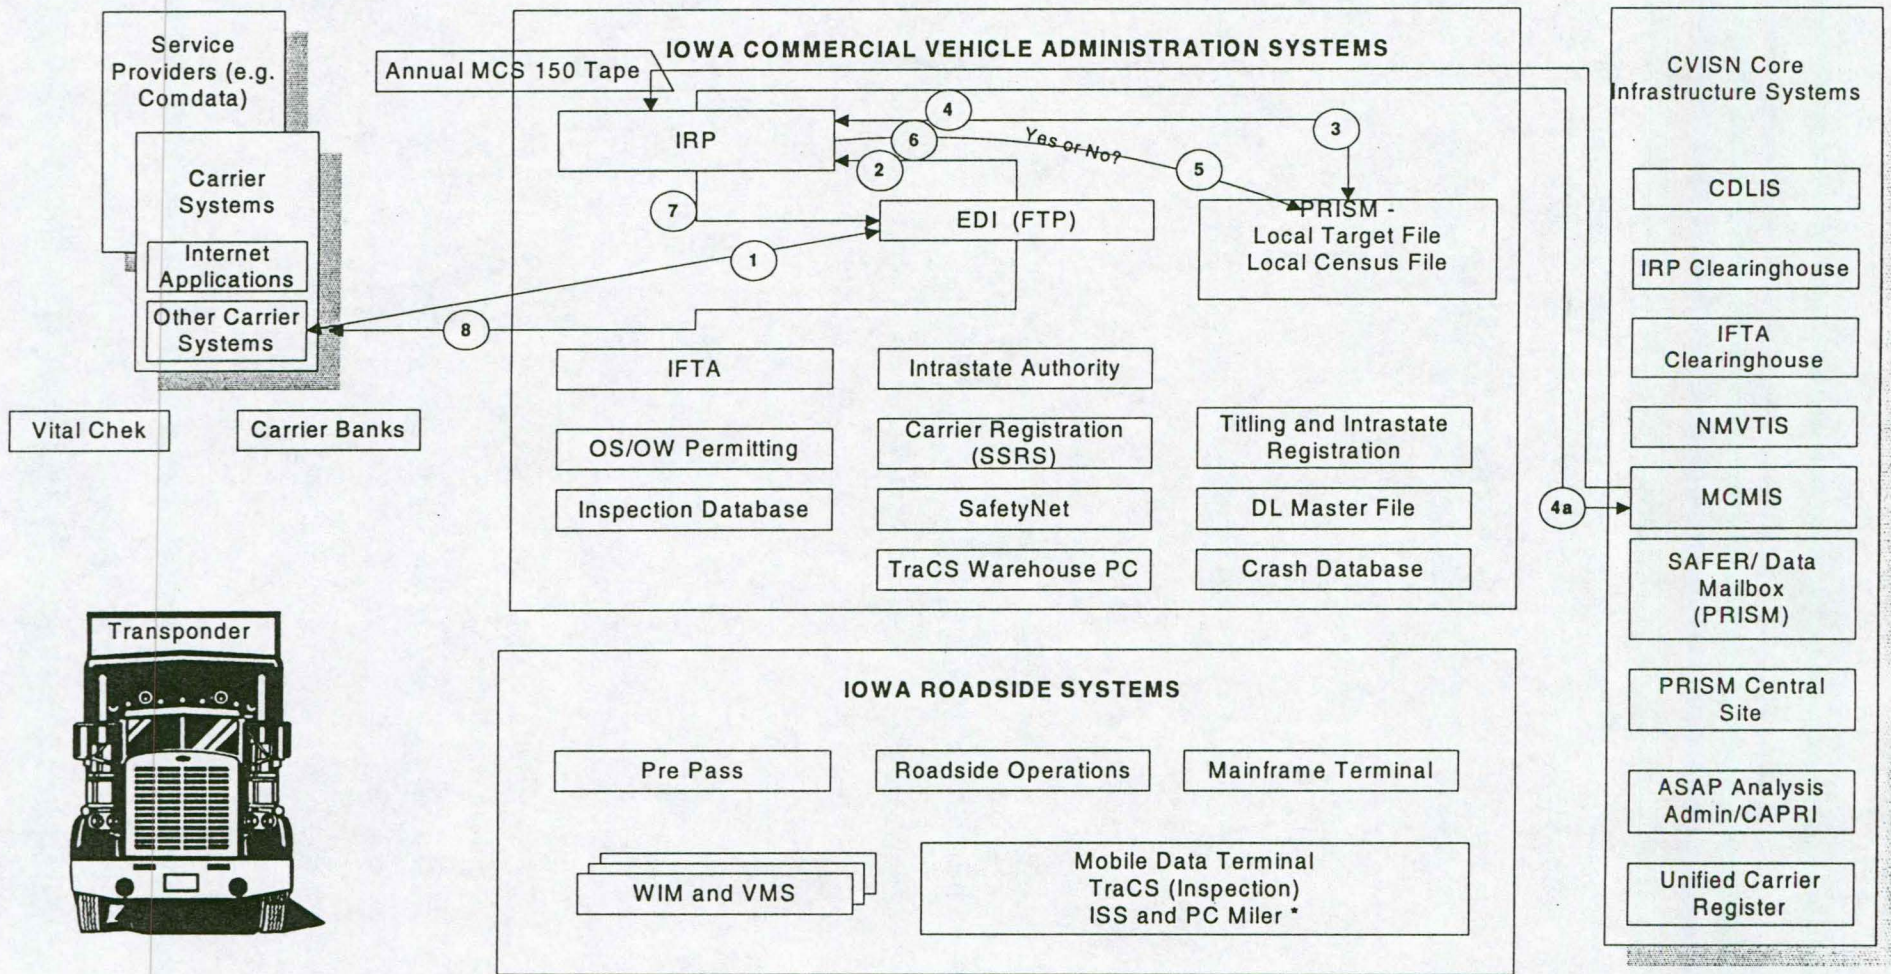 Service
Providers (e.g.
Comdata)
Carrier
Systems
Internet
Applications
Other Carrier
Systems
Vital Chek
Carrier Banks
Transponder
IOWA COMMERCIAL VEHICLE ADMINISTRATION SYSTEMS
Annual MCS 150 Tape
IRP
4
6
2
Yes or No?
3
5
7
EDI (FTP)
1
8
PRISM -
Local Target File
Local Census File
IFTA
Intrastate Authority
OS/OW Permitting
Carrier Registration
(SSRS)
Titling and Intrastate
Registration
Inspection Database
SafetyNet
DL Master File
TraCS Warehouse PC
Crash Database
4a
IOWA ROADSIDE SYSTEMS
Pre Pass
Roadside Operations
Mainframe Terminal
WIM and VMS
Mobile Data Terminal
TraCS (Inspection)
ISS and PC Miler *
CVISN Core
Infrastructure Systems
CDLIS
IRP Clearinghouse
IFTA
Clearinghouse
NMVTIS
MCMIS
SAFER/ Data
Mailbox
(PRISM)
PRISM Central
Site
ASAP Analysis
Admin/CAPRI
Unified Carrier
Register